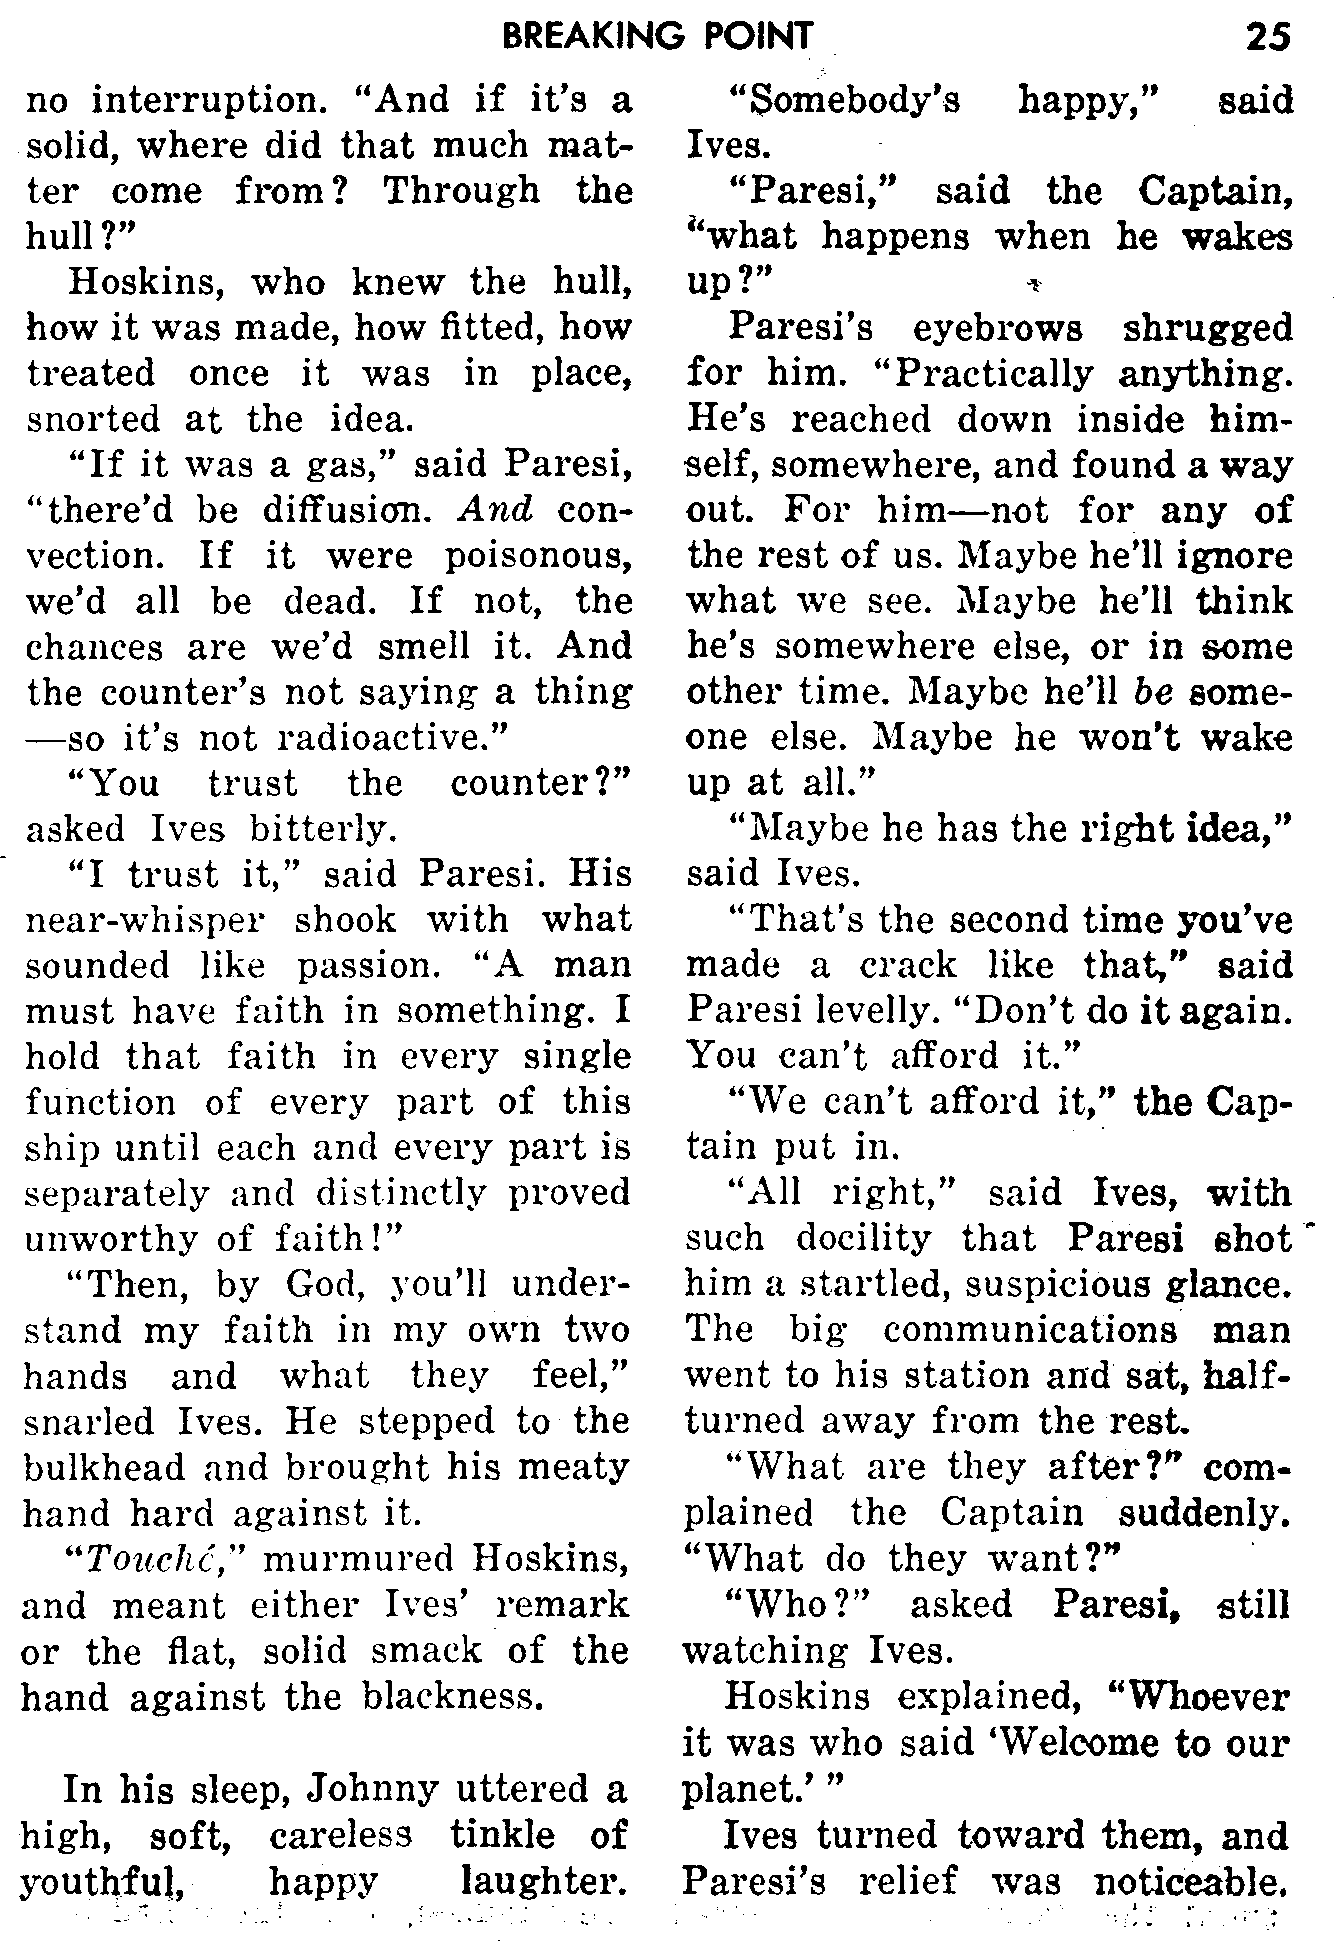 BREAKING POINT 25
no interruption. “And if it's a
solid, where did that much mat-
ter come from? Through the
hull?”
Hoskins, who knew the hull,
how it was made, how fitted, how
treated once it was in place,
snorted at the idea.
“If it was a gas,” said Paresi,
“there'd be diffusion. And con-
vection. If it were poisonous,
we'd all be dead. If not, the
chances are we'd smell it. And
the counter's not saying a thing
—so it's not radioactive.”
“You trust the counter?”
asked Ives bitterly.
“I trust it,” said Paresi. His
near-whisper shook with what
sounded like passion. “A man
must have faith in something. I
hold that faith in every single
function of every part of this
ship until each and every part is
separately and distinctly proved
unworthy of faith!”
“Then, by God, you'll under-
stand my faith in my own two
hands and what they feel,”
snarled Ives. He stepped to the
bulkhead and brought his meaty
hand hard against it.
“Touché,” murmured Hoskins,
and meant either Ives' remark
or the flat, solid smack of the
hand against the blackness.
In his sleep, Johnny uttered a
high, soft, careless tinkle of
youthful, happy laughter.
“Somebody's happy,” said
Ives.
“Paresi,” said the Captain,
“what happens when he wakes
up?”
Paresi's eyebrows shrugged
for him. “Practically anything.
He's reached down inside him-
self, somewhere, and found a way
out. For him—not for any of
the rest of us. Maybe he'll ignore
what we see. Maybe he'll think
he's somewhere else, or in some
other time. Maybe he'll be some-
one else. Maybe he won't wake
up at all.”
“Maybe he has the right idea,”
said Ives.
“That's the second time you've
made a crack like that,” said
Paresi levelly. “Don't do it again.
You can't afford it.”
“We can't afford it,” the Cap-
tain put in.
“All right,” said Ives, with
such docility that Paresi shot
him a startled, suspicious glance.
The big communications man
went to his station and sat, half-
turned away from the rest.
“What are they after?” com-
plained the Captain suddenly.
“What do they want?”
“Who?” asked Paresi, still
watching Ives.
Hoskins explained, “Whoever
it was who said ‘Welcome to our
planet.’ ”
Ives turned toward them, and
Paresi's relief was noticeable.